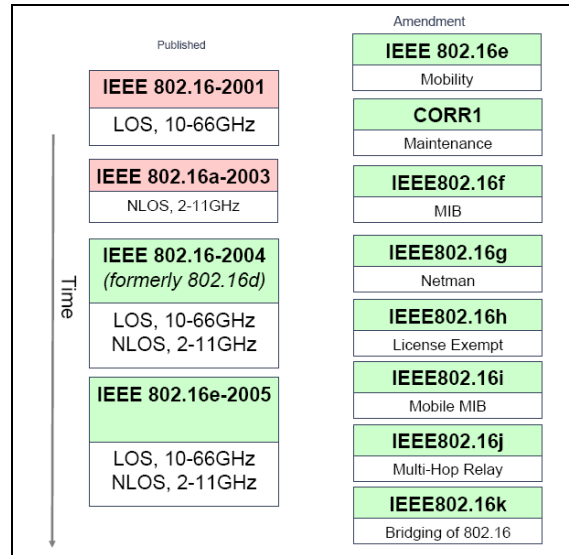 Published
IEEE 802.16-2001
LOS, 10-66GHz
IEEE 802.16a-2003
NLOS, 2-11GHz
IEEE 802.16-2004
(formerly 802.16d)
LOS, 10-66GHz
NLOS, 2-11GHz
IEEE 802.16e-2005
LOS, 10-66GHz
NLOS, 2-11GHz
Time
Amendment
IEEE 802.16e
Mobility
CORR1
Maintenance
IEEE802.16f
MIB
IEEE802.16g
Netman
IEEE802.16h
License Exempt
IEEE802.16i
Mobile MIB
IEEE802.16j
Multi-Hop Relay
IEEE802.16k
Bridging of 802.16